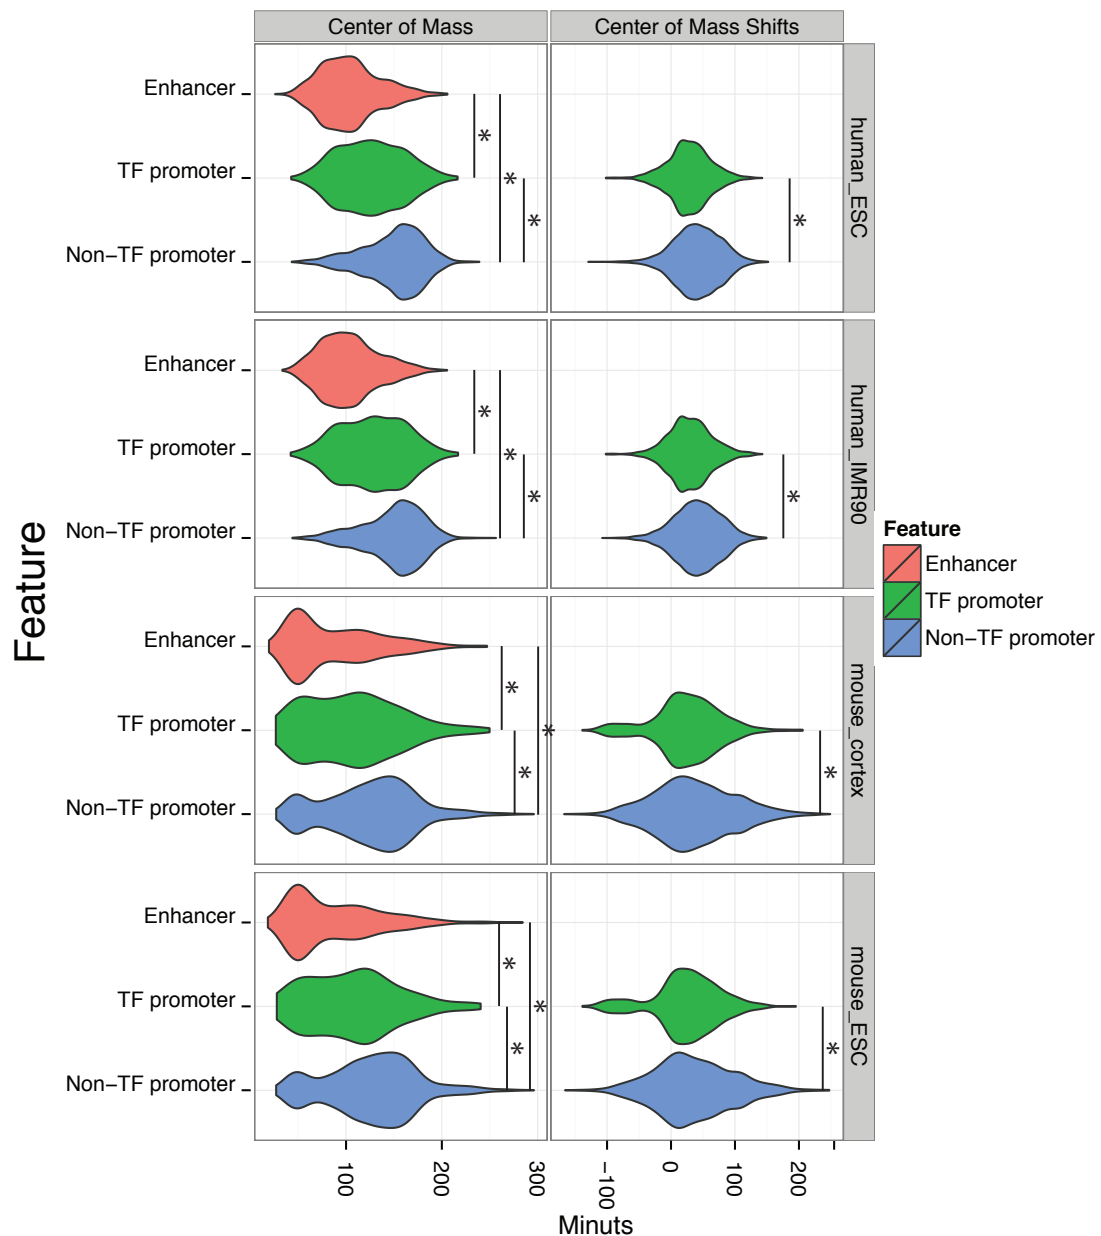 Center of Mass
Center of Mass Shifts
Enhancer
TF promoter
Non−TF promoter
*
*
*
*
human_ESC
Enhancer
TF promoter
Non−TF promoter
*
*
*
*
human_IMR90
Enhancer
TF promoter
Non−TF promoter
*
*
*
*
mouse_cortex
Enhancer
TF promoter
Non−TF promoter
*
*
*
*
mouse_ESC
Feature
100
200
300
−100
0
100
200
Minuts
Feature
Enhancer
TF promoter
Non−TF promoter